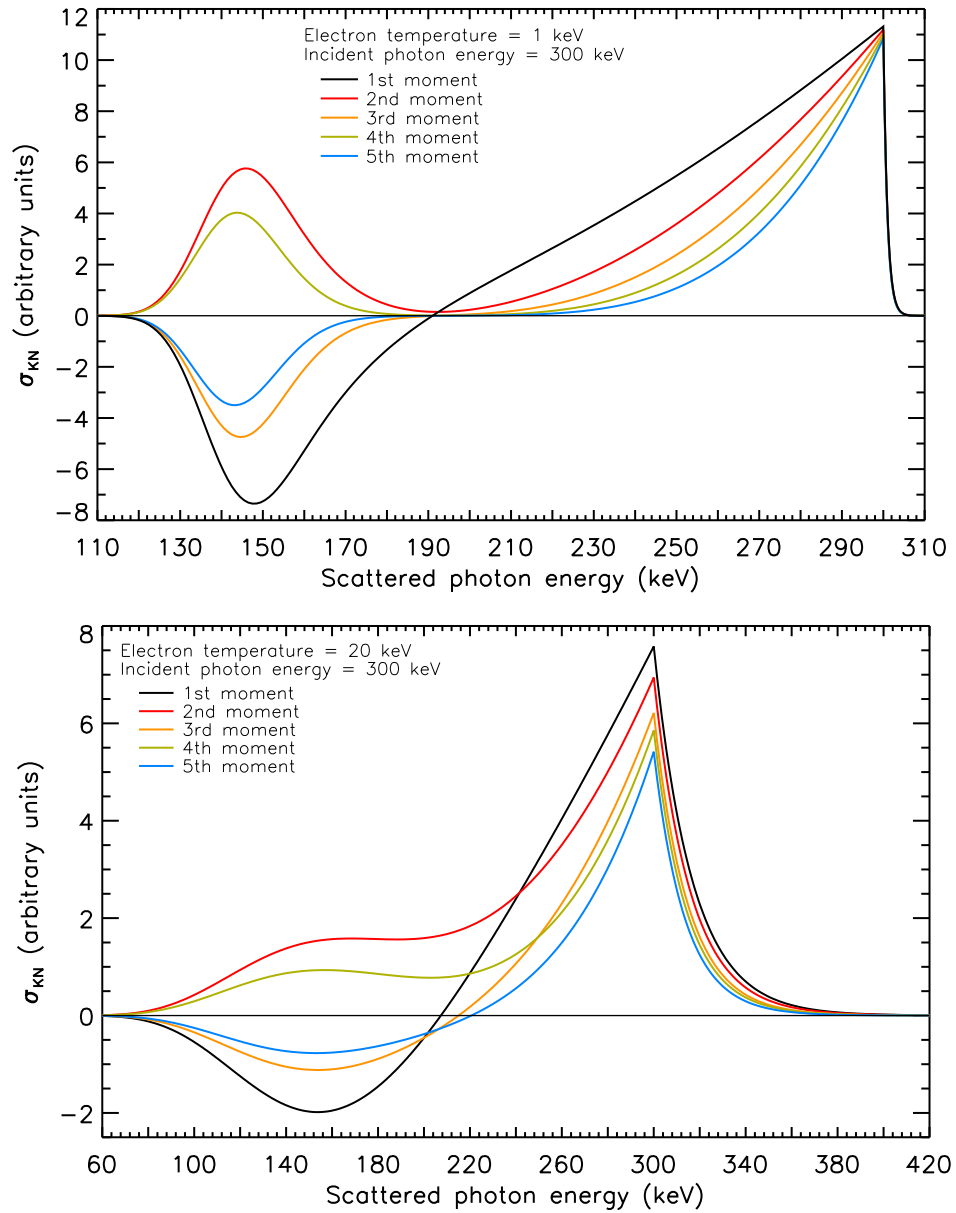 Electron temperature = 1 keV
Incident photon energy = 300 keV
1st moment
2nd moment
3rd moment
4th moment
5th moment
12
10
8
6
4
2
0
−2
−4
−6
−8
σKN (arbitrary units)
110 130 150 170 190 210 230 250 270 290 310
Scattered photon energy (keV)
Electron temperature = 20 keV
Incident photon energy = 300 keV
1st moment
2nd moment
3rd moment
4th moment
5th moment
8
6
4
2
0
−2
σKN (arbitrary units)
60 100 140 180 220 260 300 340 380 420
Scattered photon energy (keV)